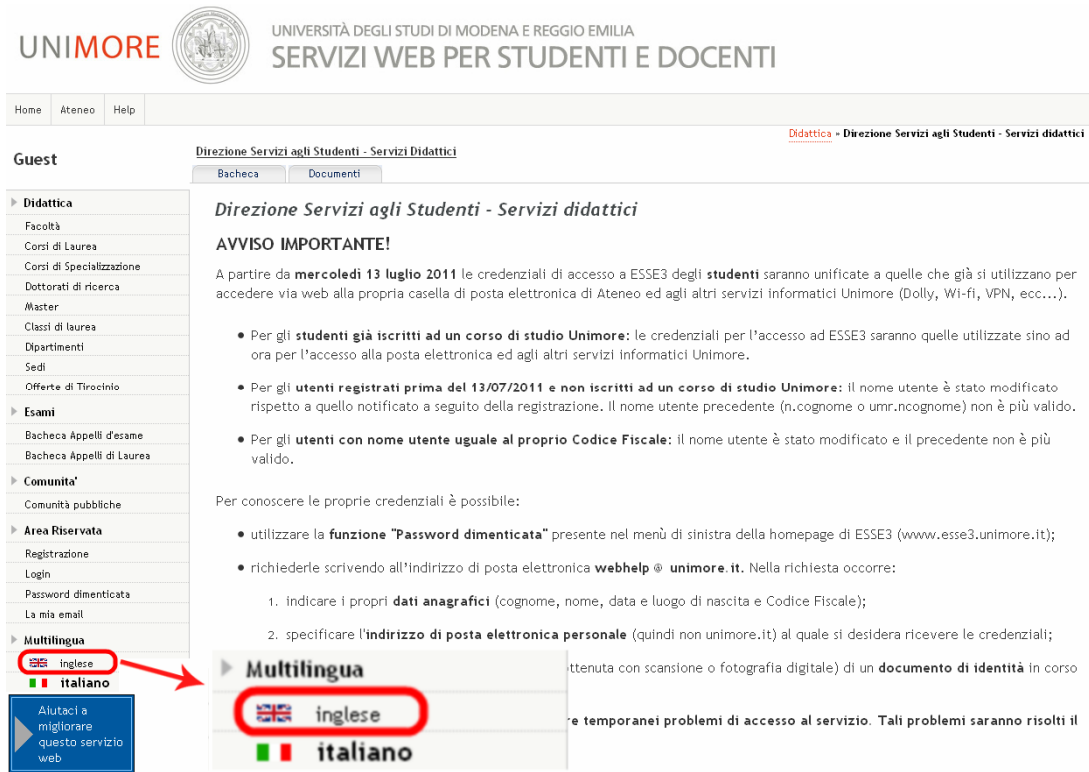 UNIMORE
UNIVERSITÀ DEGLI STUDI DI MODENA E REGGIO EMILIA
SERVIZI WEB PER STUDENTI E DOCENTI
Home Ateneo Help
Didattica » Direzione Servizi agli Studenti - Servizi didattici
Guest
Direzione Servizi agli Studenti - Servizi Didattici
Bacheca Documenti
Didattica
Facoltà
Corsi di Laurea
Corsi di Specializzazione
Dottorati di ricerca
Master
Classi di laurea
Dipartimenti
Sedi
Offerte di Tirocinio
Esami
Bacheca Appelli d'esame
Bacheca Appelli di Laurea
Comunita'
Comunità pubbliche
Area Riservata
Registrazione
Login
Password dimenticata
La mia email
Multilingua
inglese
italiano
Aiutaci a
migliorare
questo servizio
web
Direzione Servizi agli Studenti - Servizi didattici
AVVISO IMPORTANTE!
A partire da mercoledì 13 luglio 2011 le credenziali di accesso a ESSE3 degli studenti saranno unificate a quelle che già si utilizzano per
accedere via web alla propria casella di posta elettronica di Ateneo ed agli altri servizi informatici Unimore (Dolly, Wi-fi, VPN, ecc...).
• Per gli studenti già iscritti ad un corso di studio Unimore: le credenziali per l'accesso ad ESSE3 saranno quelle utilizzate sino ad
ora per l'accesso alla posta elettronica ed agli altri servizi informatici Unimore.
• Per gli utenti registrati prima del 13/07/2011 e non iscritti ad un corso di studio Unimore: il nome utente è stato modificato
rispetto a quello notificato a seguito della registrazione. Il nome utente precedente (n.cognome o umr.ncognome) non è più valido.
• Per gli utenti con nome utente uguale al proprio Codice Fiscale: il nome utente è stato modificato e il precedente non è più
valido.
Per conoscere le proprie credenziali è possibile:
• utilizzare la funzione "Password dimenticata" presente nel menù di sinistra della homepage di ESSE3 (www.esse3.unimore.it);
• richiederle scrivendo all'indirizzo di posta elettronica webhelp @ unimore.it. Nella richiesta occorre:
1. indicare i propri dati anagrafici (cognome, nome, data e luogo di nascita e Codice Fiscale);
2. specificare l'indirizzo di posta elettronica personale (quindi non unimore.it) al quale si desidera ricevere le credenziali;
ttenuta con scansione o fotografia digitale) di un documento di identità in corso
re temporanei problemi di accesso al servizio. Tali problemi saranno risolti il
Multilingua
inglese
italiano